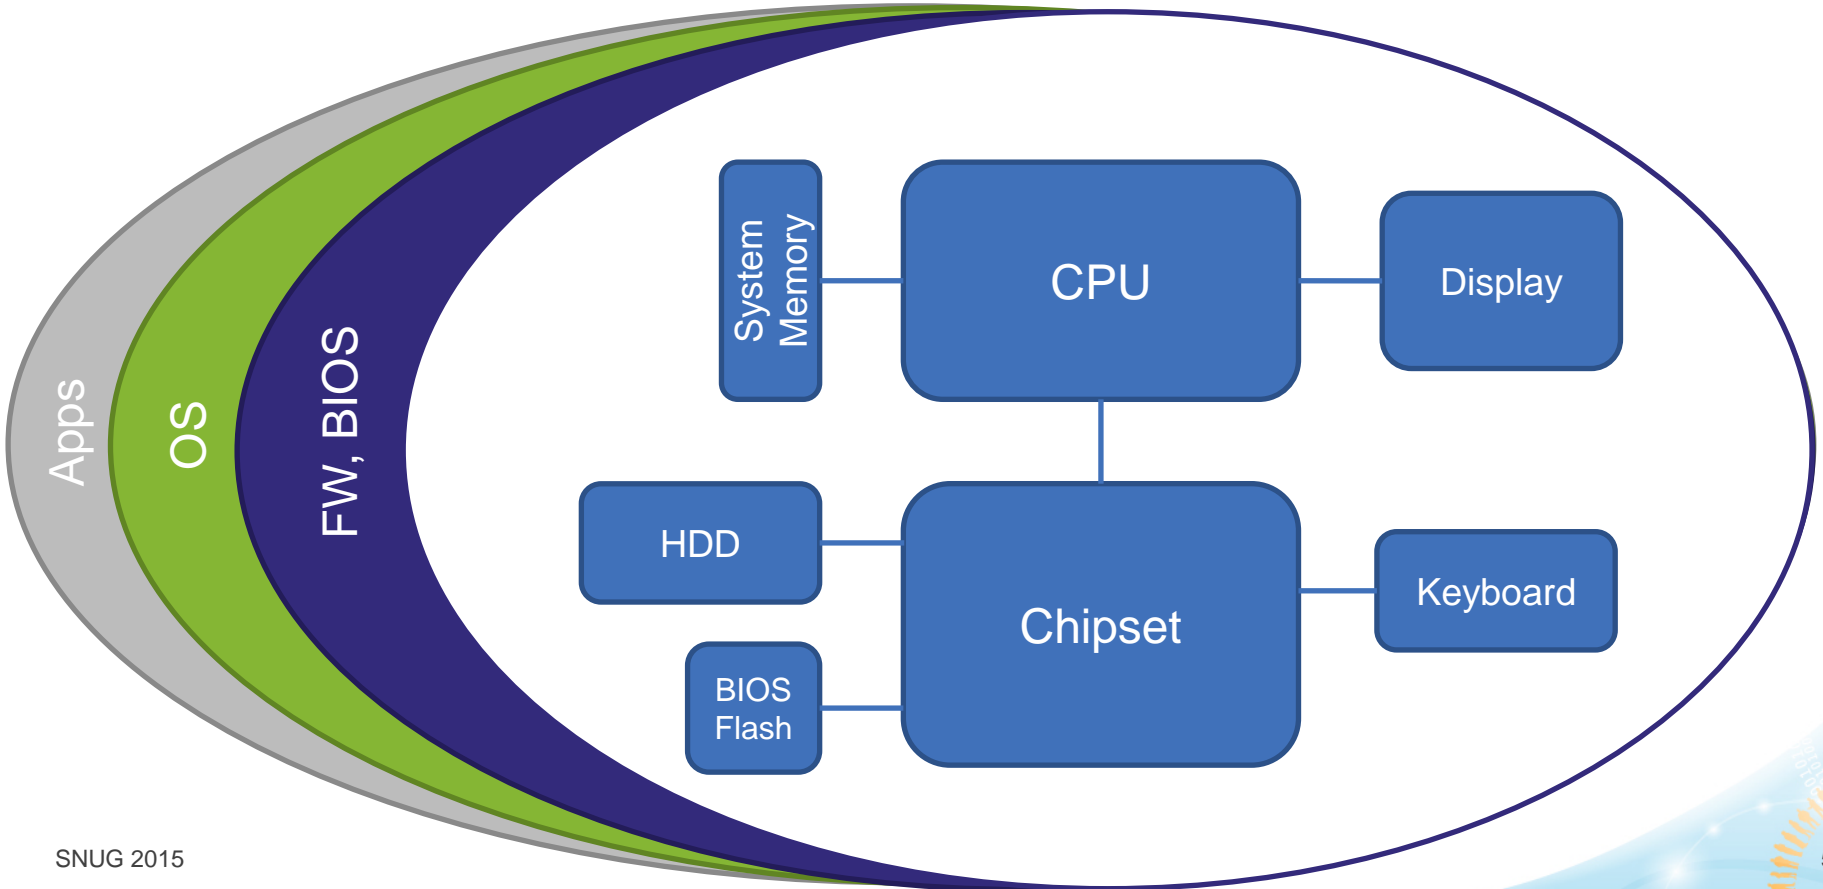 Apps
OS
FW, BIOS
System
Memory
CPU
Display
HDD
Chipset
Keyboard
BIOS
Flash
SNUG 2015